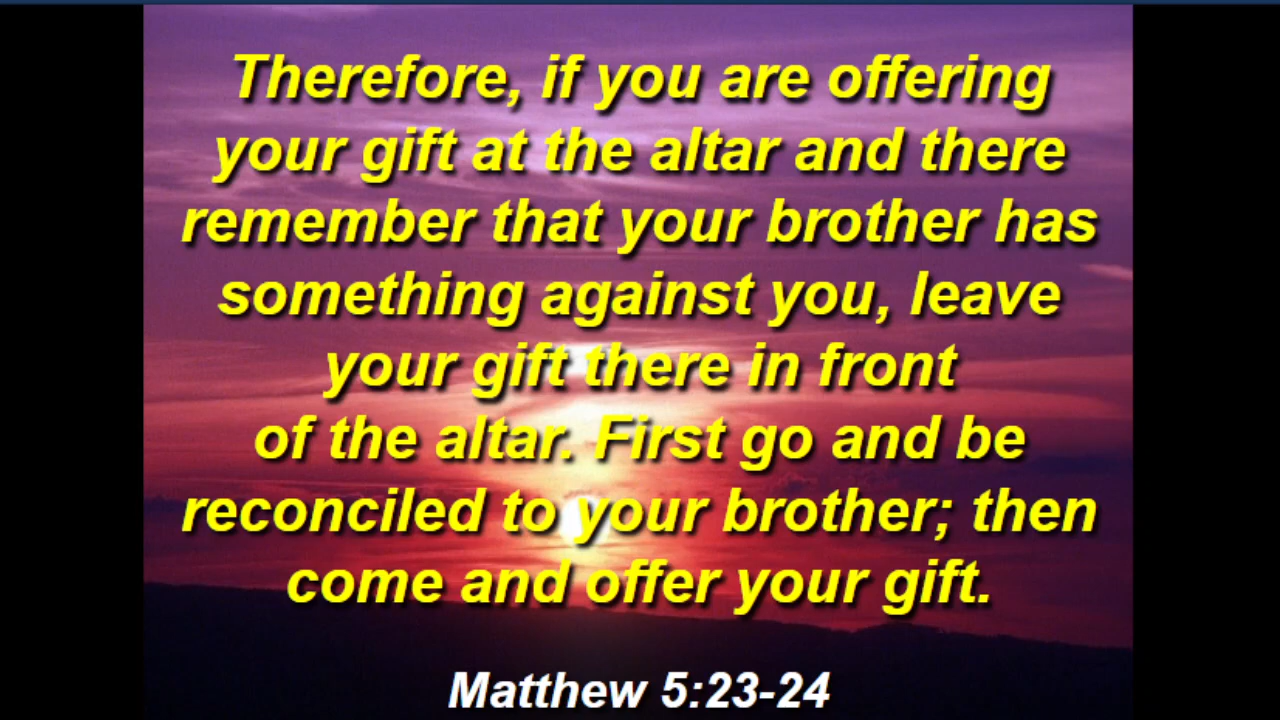 Therefore, if you are offering
your gift at the altar and there
remember that your brother has
something against you, leave
your gift there in front
of the altar. First go and be
reconciled to your brother; then
come and offer your gift.
Matthew 5:23-24